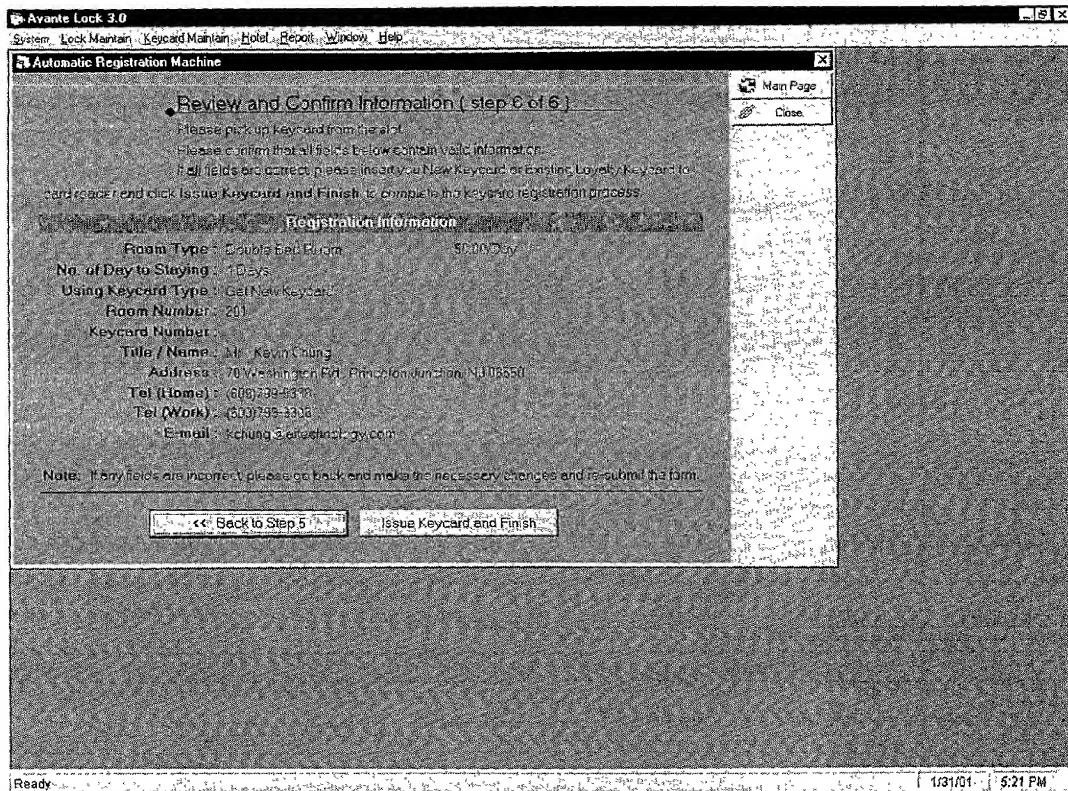 Avante Lock 3.0
System Lock Maintain Keycard Maintain Hotel Report Window Help
Automatic Registration Machine
Main Page
Close
Review and Confirm Information ( step 6 of 6 )
Please pick up keycard from the slot.
Please confirm that all fields below contain valid information.
If all fields are correct, please insert you New Keycard or Existing Loyalty Keycard to
card reader and click Issue Keycard and Finish to complete the keycard registration process.
Registration Information
Room Type : Double Bed Room /Day
No. of Day to Staying : 1 Days
Using Keycard Type : Get New Keycard
Room Number : 201
Keycard Number :
Title / Name : Mr. Kevin Chung
Address : 70 Washington Rd., Princeton Junction, NJ
Tel (Home) :
Tel (Work) :
E-mail :
Note: If any fields are incorrect please go back and make the necessary changes and re-submit the form.
<< Back to Step 5
Issue Keycard and Finish
Ready
1/31/01 5:21 PM